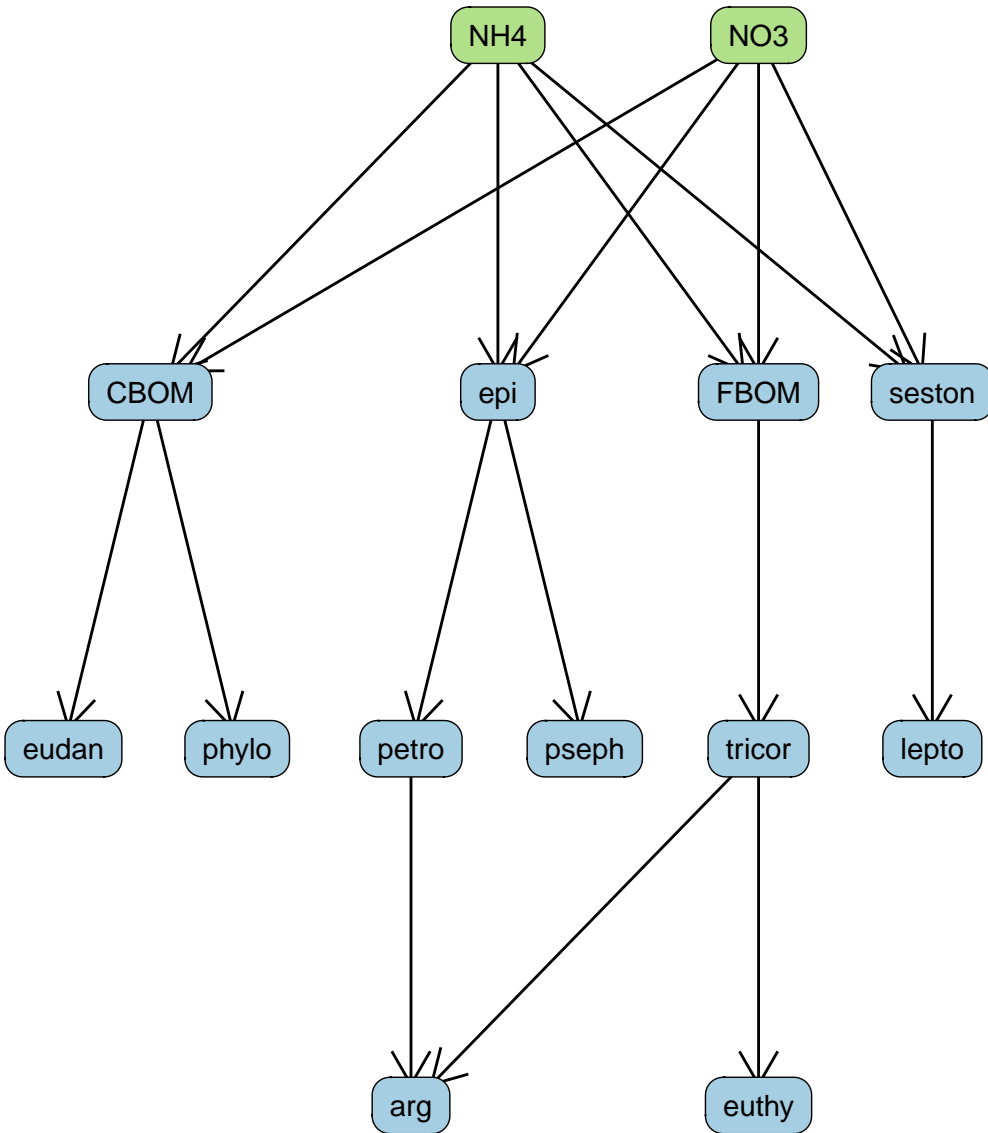 NH4
NO3
CBOM
epi
FBOM
seston
eudan
phylo
petro
pseph
tricor
lepto
arg
euthy